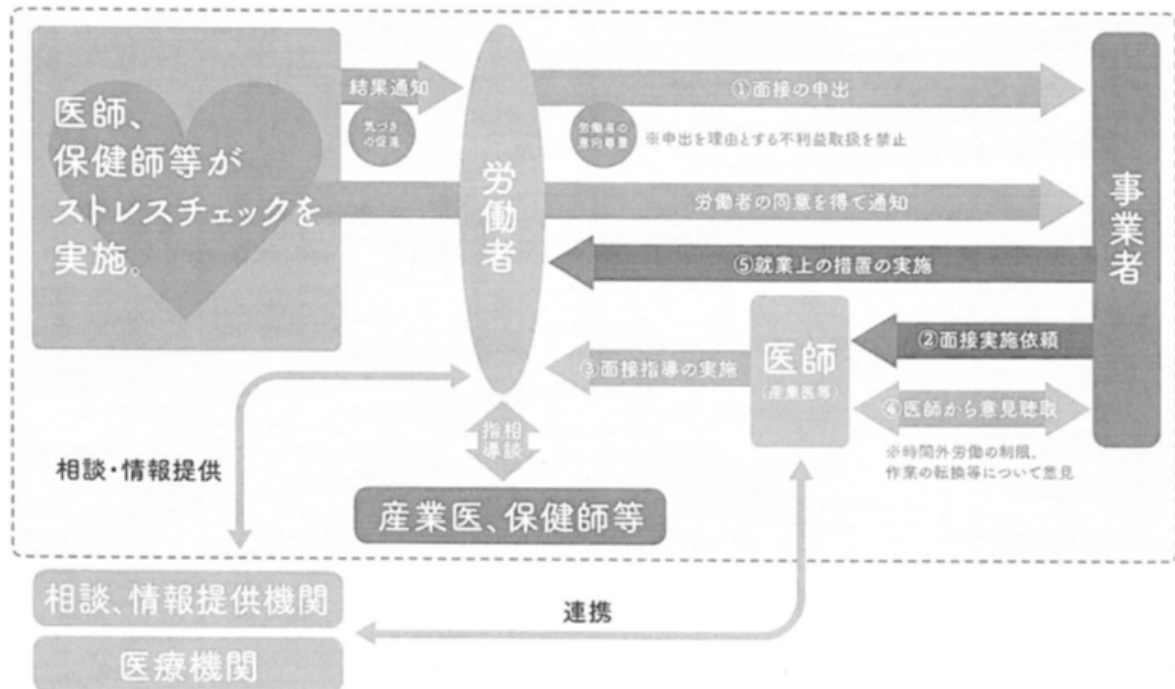 医師、
保健師等が
ストレスチェックを
実施。
結果通知
気づき
の促進
労働者
①面接の申出
労働者の
意向尊重
※申出を理由とする不利益取扱を禁止
労働者の同意を得て通知
⑤就業上の措置の実施
事業者
②面接実施依頼
医師
(産業医等)
③面接指導の実施
④医師から意見聴取
※時間外労働の制限、
作業の転換等について意見
相談
指導
産業医、保健師等
相談・情報提供
相談、情報提供機関
医療機関
連携